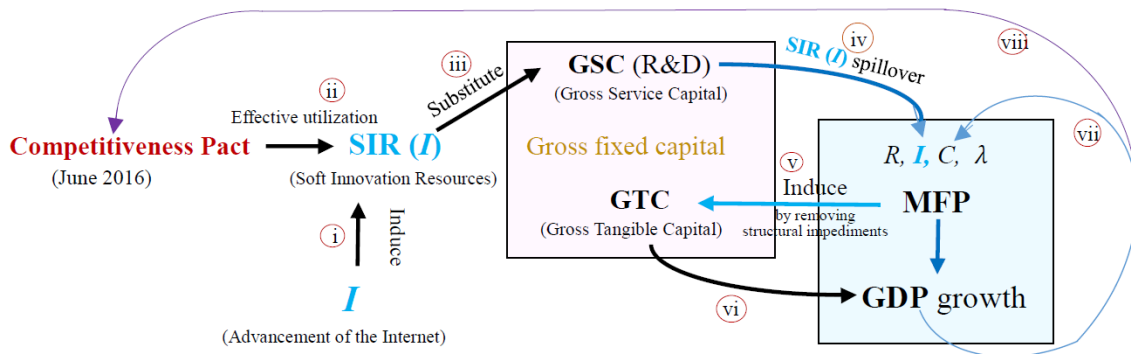 iv
viii
SIR (I) spillover
iii
GSC (R&D)
Substitute
(Gross Service Capital)
ii
Effective utilization
vii
Competitiveness Pact
SIR (I)
Gross fixed capital
R, I, C, λ
(June 2016)
(Soft Innovation Resources)
v
Induce
GTC
MFP
by removing
structural impediments
(Gross Tangible Capital)
i
Induce
I
vi
GDP growth
(Advancement of the Internet)